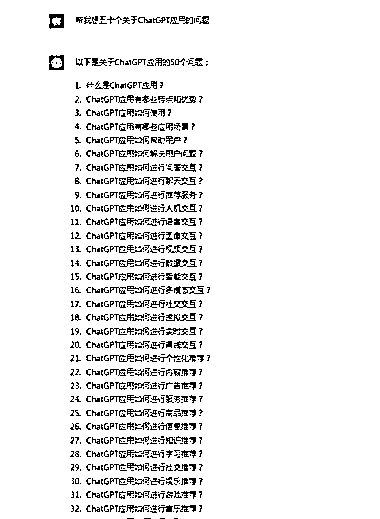 帮我想五十个关于ChatGPT应用的问题
以下是关于ChatGPT应用的50个问题：
1. 什么是ChatGPT应用？
2. ChatGPT应用有哪些特点和优势？
3. ChatGPT应用如何使用？
4. ChatGPT应用有哪些应用场景？
5. ChatGPT应用如何帮助用户？
6. ChatGPT应用如何解决用户问题？
7. ChatGPT应用如何进行问答交互？
8. ChatGPT应用如何进行聊天交互？
9. ChatGPT应用如何进行推荐服务？
10. ChatGPT应用如何进行人机交互？
11. ChatGPT应用如何进行语音交互？
12. ChatGPT应用如何进行图像交互？
13. ChatGPT应用如何进行视频交互？
14. ChatGPT应用如何进行数据交互？
15. ChatGPT应用如何进行智能交互？
16. ChatGPT应用如何进行多模态交互？
17. ChatGPT应用如何进行社交交互？
18. ChatGPT应用如何进行虚拟交互？
19. ChatGPT应用如何进行实时交互？
20. ChatGPT应用如何进行离线交互？
21. ChatGPT应用如何进行个性化推荐？
22. ChatGPT应用如何进行内容推荐？
23. ChatGPT应用如何进行广告推荐？
24. ChatGPT应用如何进行服务推荐？
25. ChatGPT应用如何进行商品推荐？
26. ChatGPT应用如何进行信息推荐？
27. ChatGPT应用如何进行知识推荐？
28. ChatGPT应用如何进行学习推荐？
29. ChatGPT应用如何进行社交推荐？
30. ChatGPT应用如何进行娱乐推荐？
31. ChatGPT应用如何进行游戏推荐？
32. ChatGPT应用如何进行音乐推荐？